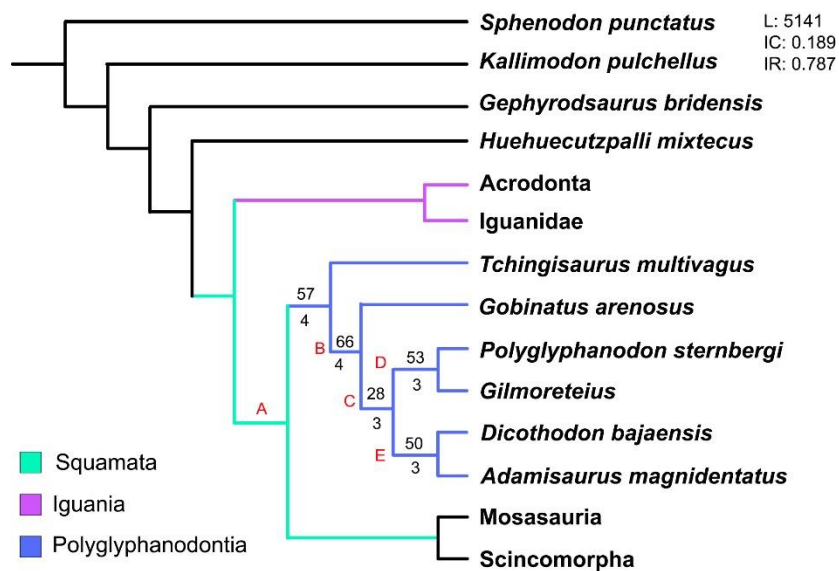 Sphenodon punctatus
L: 5141
IC: 0.189
IR: 0.787
Kallimodon pulchellus
Gephyrodsaurus bridensis
Huehuecutzpalli mixtecus
Acrodonta
Iguanidae
Tchingisaurus multivagus
57
4
Gobinatus arenosus
B
66
4
Polyglyphanodon sternbergi
D
53
3
Gilmoreteius
C
28
3
A
Dicothodon bajaensis
E
50
3
Adamisaurus magnidentatus
Squamata
Iguania
Polyglyphanodontia
Mosasauria
Scincomorpha